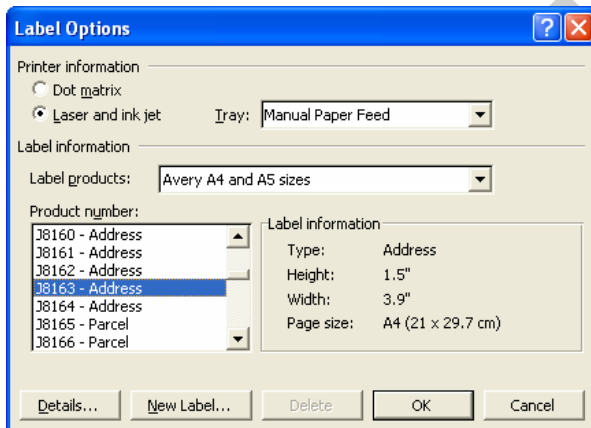 Label Options
Printer information
Dot matrix
Laser and ink jet Tray: Manual Paper Feed
Label information
Label products: Avery A4 and A5 sizes
Product number:
J8160 - Address
J8161 - Address
J8162 - Address
J8163 - Address
J8164 - Address
J8165 - Parcel
J8166 - Parcel
Label information
Type: Address
Height: 1.5"
Width: 3.9"
Page size: A4 (21 x 29.7 cm)
Details... New Label... Delete OK Cancel